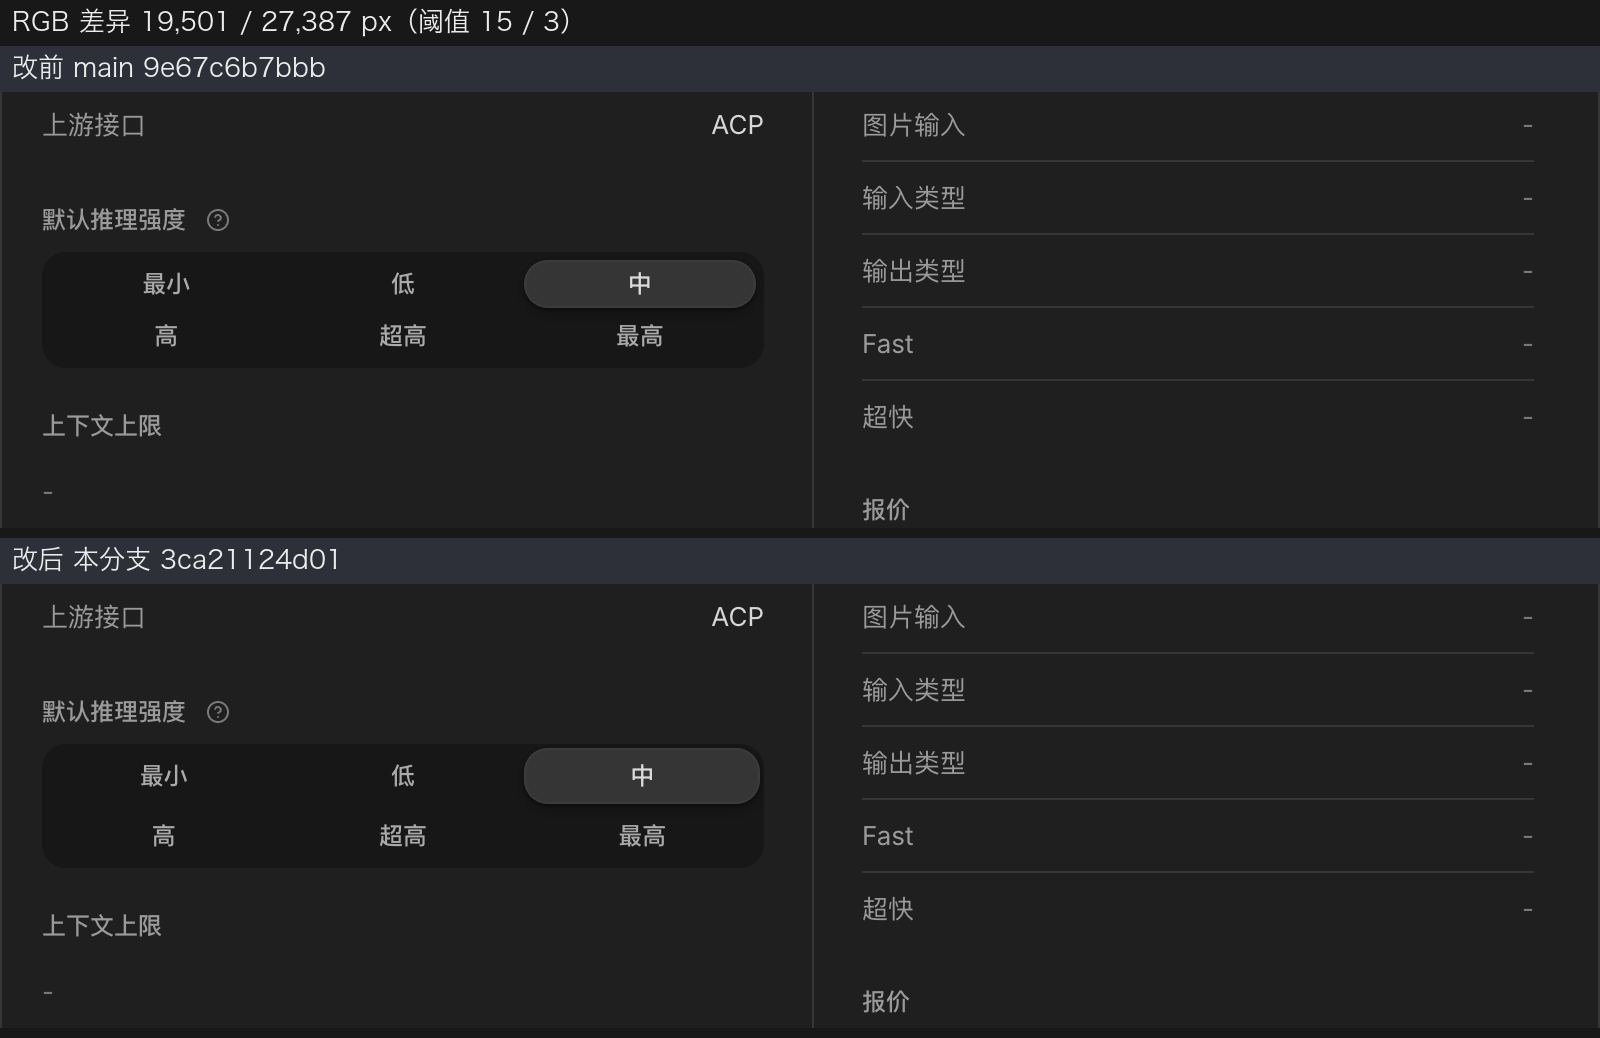 RGB 差异 19,501 / 27,387 px（阈值 15 / 3）
改前 main 9e67c6b7bbb
上游接口 ACP
默认推理强度 ?
最小 低 中
高 超高 最高
上下文上限
-
图片输入 -
输入类型 -
输出类型 -
Fast -
超快 -
报价
改后 本分支 3ca21124d01
上游接口 ACP
默认推理强度 ?
最小 低 中
高 超高 最高
上下文上限
-
图片输入 -
输入类型 -
输出类型 -
Fast -
超快 -
报价